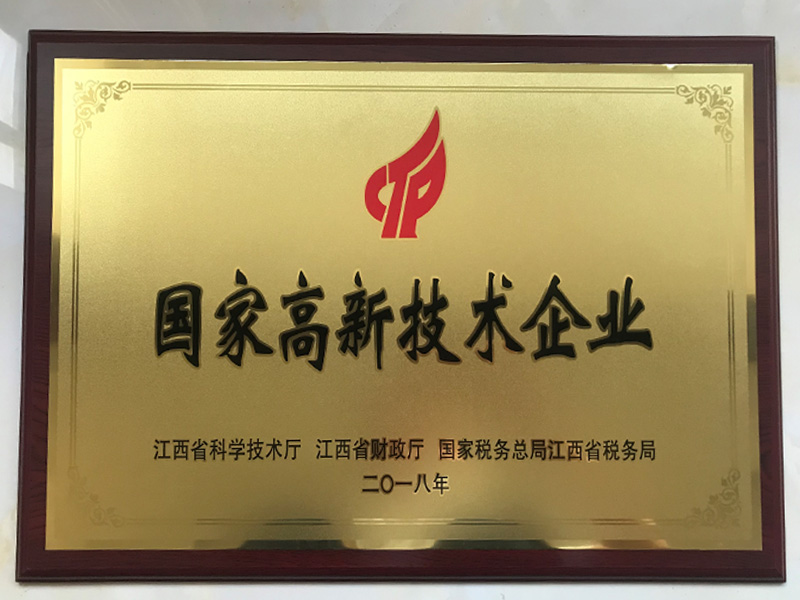 CTP
国家高新技术企业
江西省科学技术厅 江西省财政厅 国家税务总局江西省税务局
二〇一八年